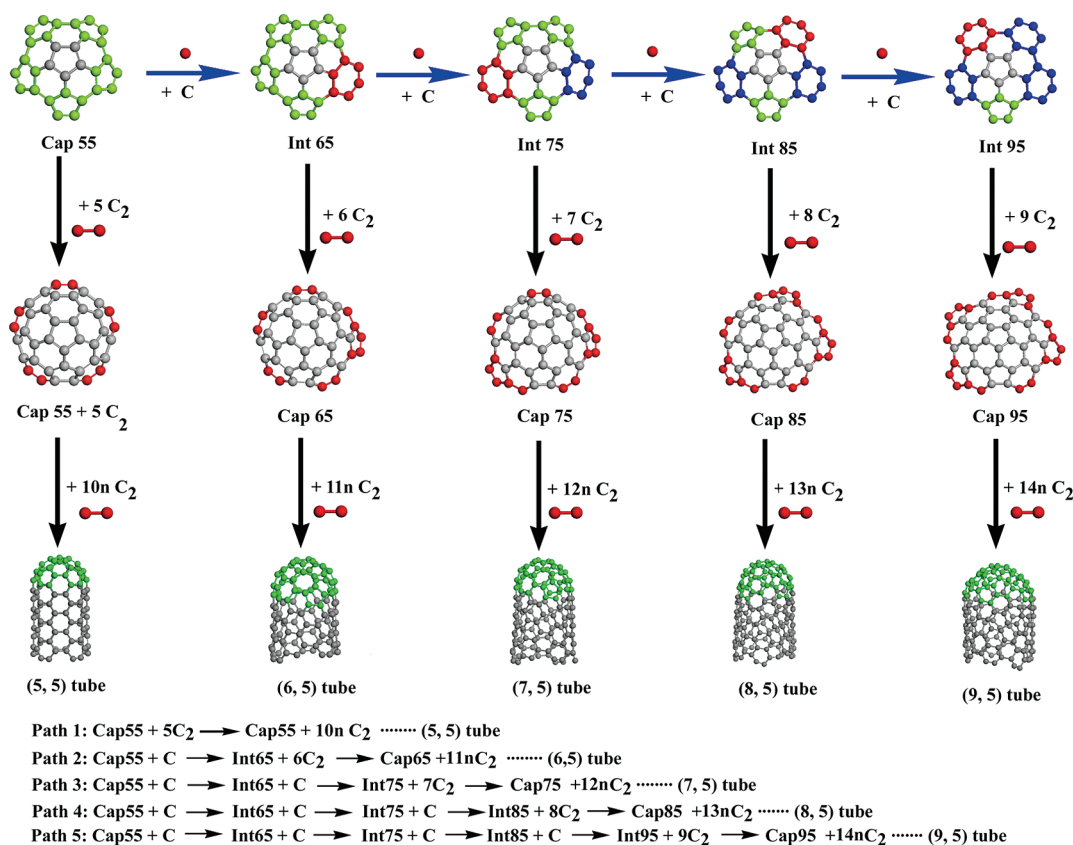 + C
+ C
+ C
+ C
Cap 55
Int 65
Int 75
Int 85
Int 95
+ 5 C2
+ 6 C2
+ 7 C2
+ 8 C2
+ 9 C2
Cap 55 + 5 C2
Cap 65
Cap 75
Cap 85
Cap 95
+ 10n C2
+ 11n C2
+ 12n C2
+ 13n C2
+ 14n C2
(5, 5) tube
(6, 5) tube
(7, 5) tube
(8, 5) tube
(9, 5) tube
Path 1: Cap55 + 5C2 → Cap55 + 10n C2 ········ (5, 5) tube
Path 2: Cap55 + C → Int65 + 6C2 → Cap65 +11nC2 ········ (6,5) tube
Path 3: Cap55 + C → Int65 + C → Int75 + 7C2 → Cap75 +12nC2 ········ (7, 5) tube
Path 4: Cap55 + C → Int65 + C → Int75 + C → Int85 + 8C2 → Cap85 +13nC2 ······ (8, 5) tube
Path 5: Cap55 + C → Int65 + C → Int75 + C → Int85 + C → Int95 + 9C2 → Cap95 +14nC2 ······· (9, 5) tube